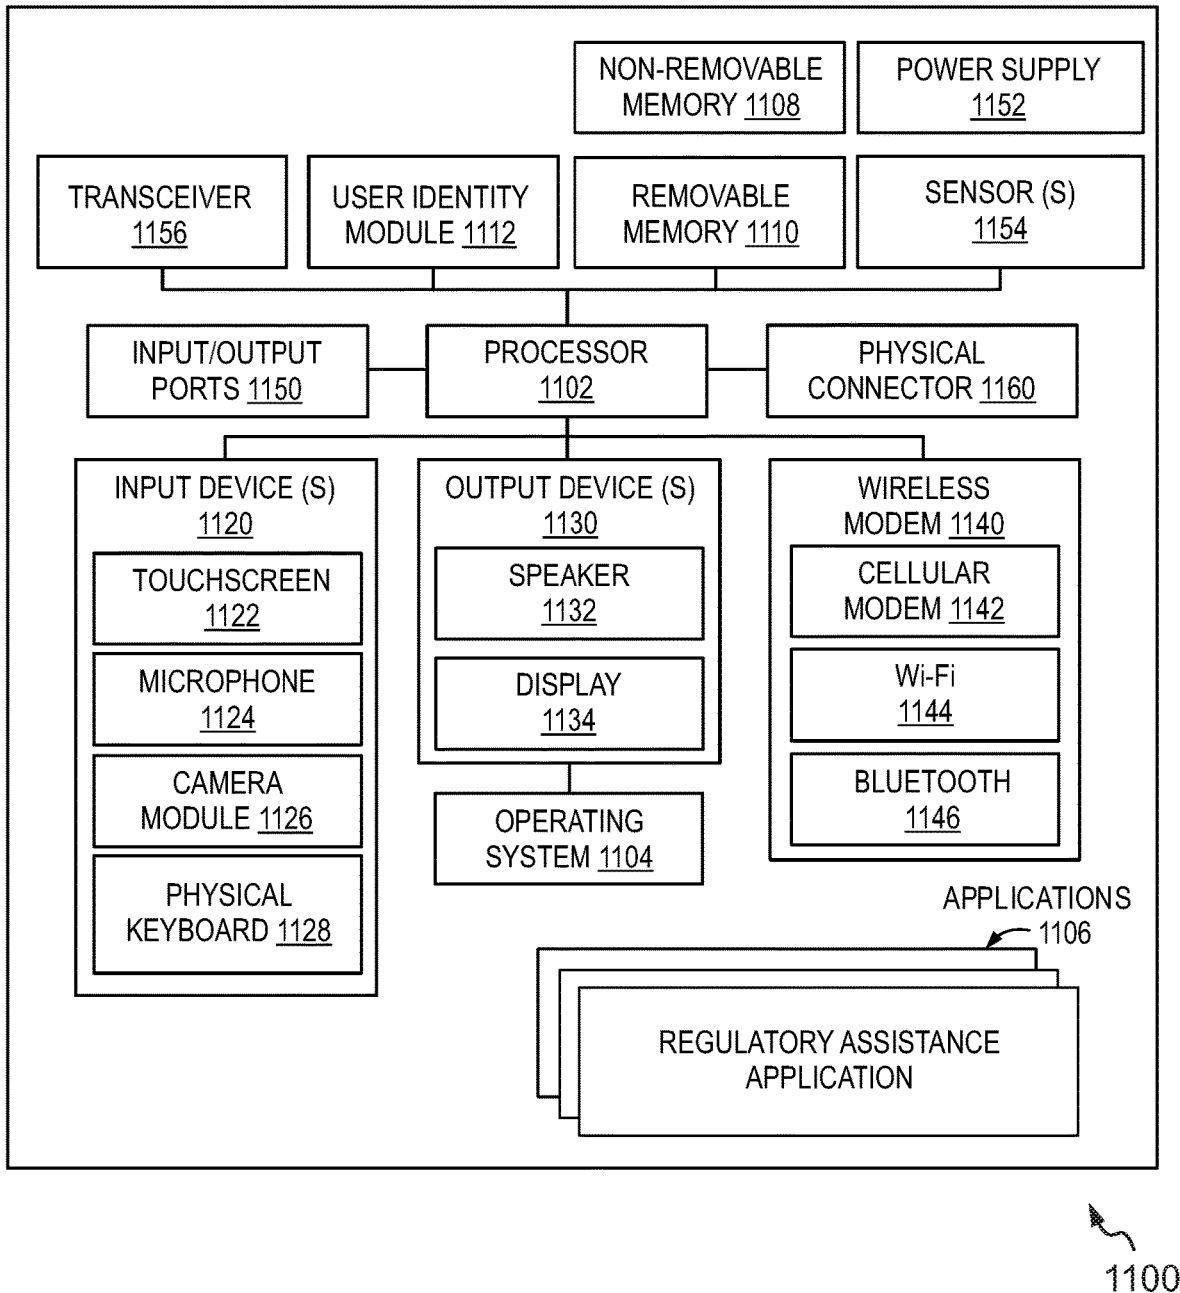 NON-REMOVABLE
MEMORY 1108
POWER SUPPLY
1152
TRANSCEIVER
1156
USER IDENTITY
MODULE 1112
REMOVABLE
MEMORY 1110
SENSOR (S)
1154
INPUT/OUTPUT
PORTS 1150
PROCESSOR
1102
PHYSICAL
CONNECTOR 1160
INPUT DEVICE (S)
1120
TOUCHSCREEN
1122
MICROPHONE
1124
CAMERA
MODULE 1126
PHYSICAL
KEYBOARD 1128
OUTPUT DEVICE (S)
1130
SPEAKER
1132
DISPLAY
1134
OPERATING
SYSTEM 1104
WIRELESS
MODEM 1140
CELLULAR
MODEM 1142
Wi-Fi
1144
BLUETOOTH
1146
APPLICATIONS
1106
REGULATORY ASSISTANCE
APPLICATION
1100